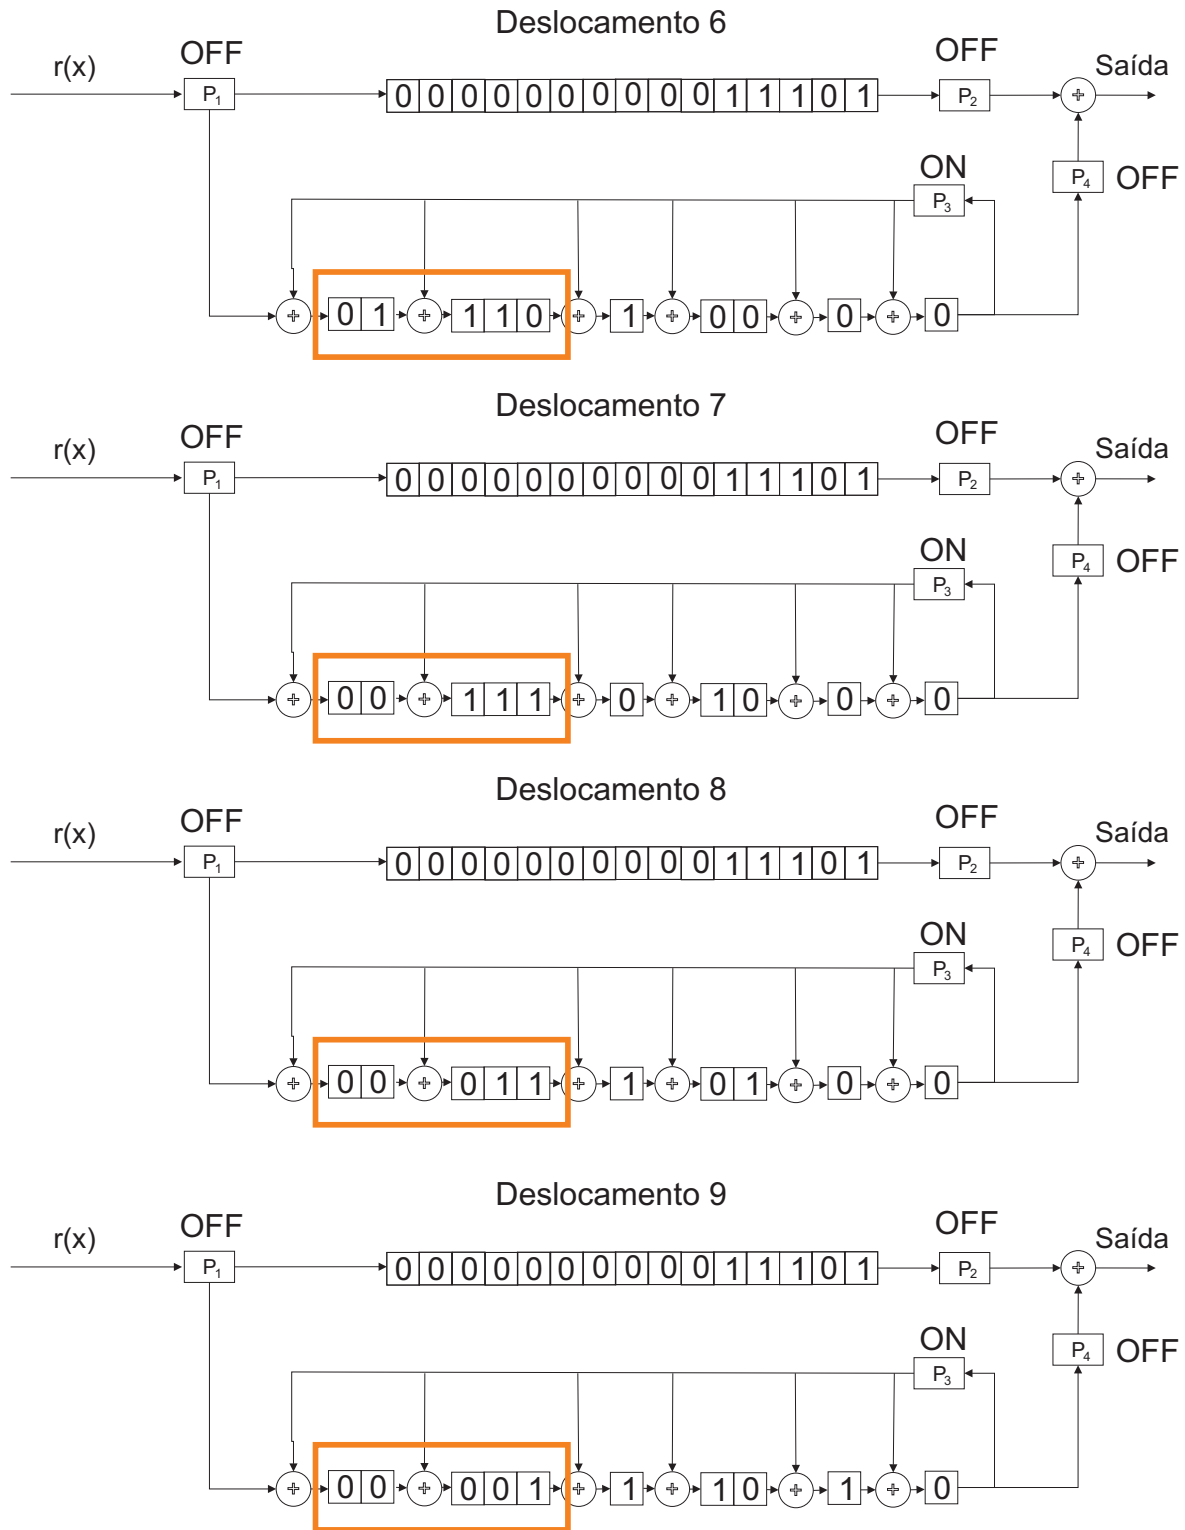 Deslocamento 6
OFF
OFF
r(x)
Saída
P1
0 0 0 0 0 0 0 0 0 0 1 1 1 0 1
P2
ON
P3
P4
OFF
0 1 1 1 0 1 0 0 0 0
Deslocamento 7
OFF
OFF
r(x)
Saída
P1
0 0 0 0 0 0 0 0 0 0 1 1 1 0 1
P2
ON
P3
P4
OFF
0 0 1 1 1 0 1 0 0 0
Deslocamento 8
OFF
OFF
r(x)
Saída
P1
0 0 0 0 0 0 0 0 0 0 1 1 1 0 1
P2
ON
P3
P4
OFF
0 0 0 1 1 1 0 1 0 0
Deslocamento 9
OFF
OFF
r(x)
Saída
P1
0 0 0 0 0 0 0 0 0 0 1 1 1 0 1
P2
ON
P3
P4
OFF
0 0 0 0 1 1 1 0 1 0